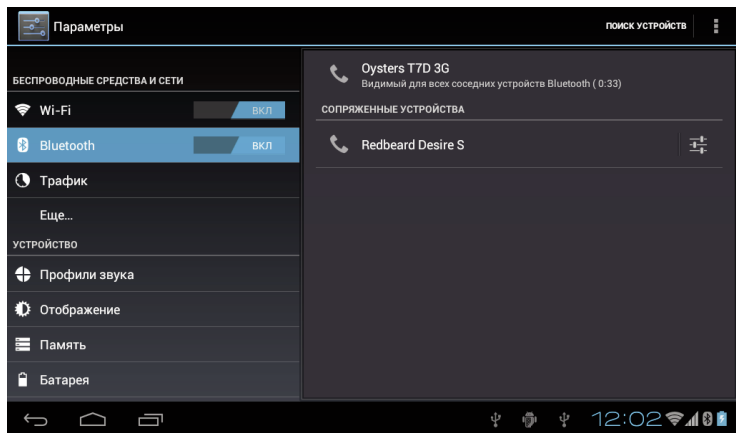 Параметры
ПОИСК УСТРОЙСТВ
БЕСПРОВОДНЫЕ СРЕДСТВА И СЕТИ
Wi-Fi
ВКЛ
Bluetooth
ВКЛ
Трафик
Еще...
УСТРОЙСТВО
Профили звука
Отображение
Память
Батарея
Oysters T7D 3G
Видимый для всех соседних устройств Bluetooth ( 0:33)
СОПРЯЖЕННЫЕ УСТРОЙСТВА
Redbeard Desire S
12:02